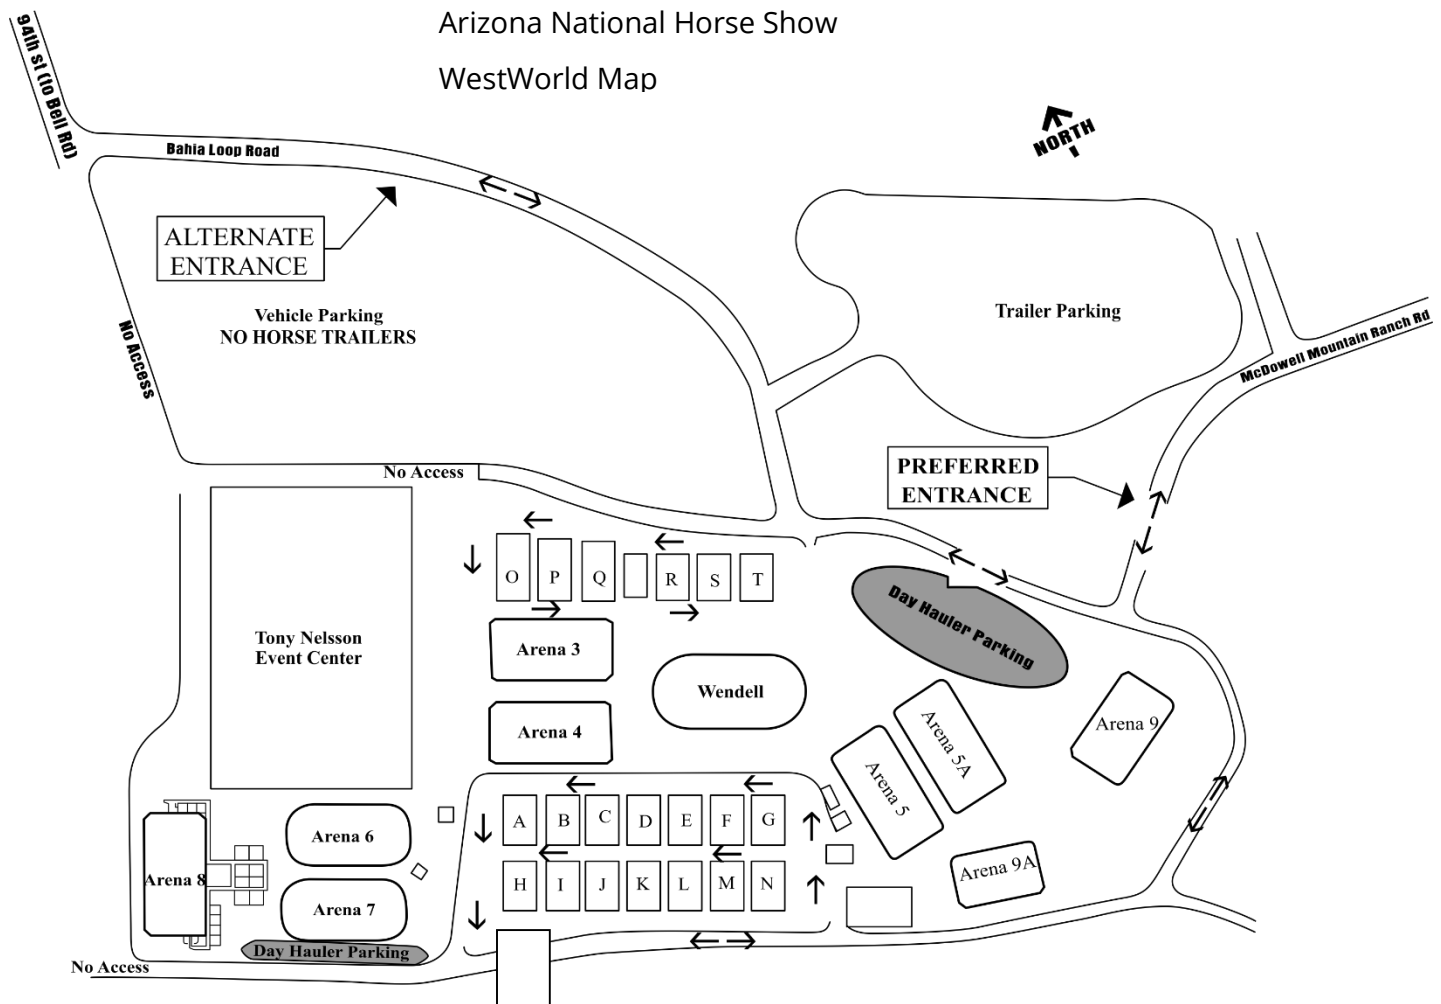 Arizona National Horse Show
WestWorld Map
94th st (to Bell Rd)
Bahia Loop Road
NORTH
ALTERNATE
ENTRANCE
Vehicle Parking
NO HORSE TRAILERS
No Access
Trailer Parking
McDowell Mountain Ranch Rd
No Access
PREFERRED
ENTRANCE
O
P
Q
R
S
T
Day Hauler Parking
Tony Nelsson
Event Center
Arena 3
Wendell
Arena 4
Arena 5A
Arena 5
Arena 9
A
B
C
D
E
F
G
Arena 6
Arena 8
Arena 7
H
I
J
K
L
M
N
Arena 9A
Day Hauler Parking
No Access